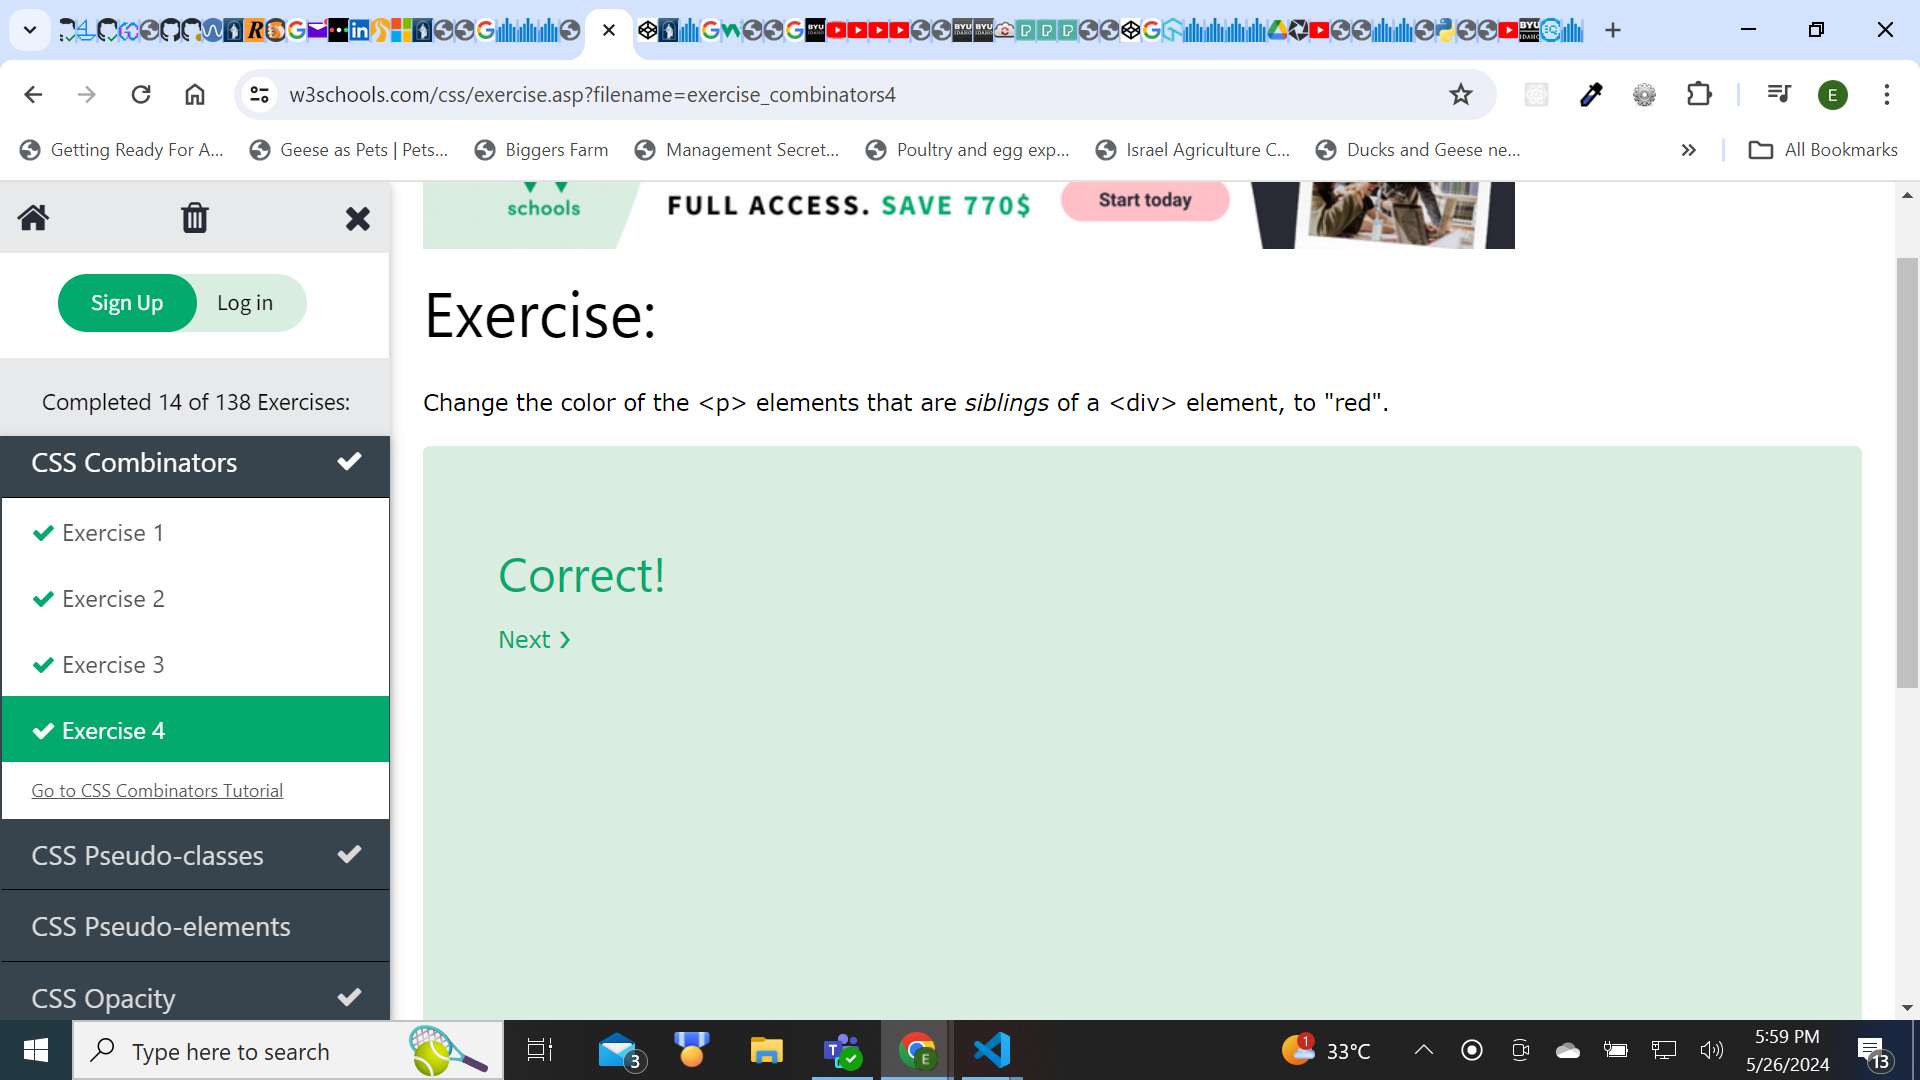 w3schools.com/css/exercise.asp?filename=exercise_combinators4
E
Getting Ready For A...
Geese as Pets | Pets...
Biggers Farm
Management Secret...
Poultry and egg exp...
Israel Agriculture C...
Ducks and Geese ne...
»
All Bookmarks
schools
FULL ACCESS. SAVE 770$
Start today
Sign Up
Log in
Completed 14 of 138 Exercises:
CSS Combinators
Exercise 1
Exercise 2
Exercise 3
Exercise 4
Go to CSS Combinators Tutorial
CSS Pseudo-classes
CSS Pseudo-elements
CSS Opacity
Exercise:
Change the color of the <p> elements that are siblings of a <div> element, to "red".
Correct!
Next ❯
Type here to search
3
E
1
33°C
5:59 PM
5/26/2024
13